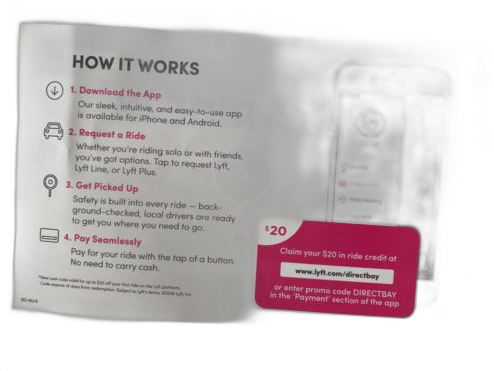 HOW IT WORKS
1. Download the App
Our sleek, intuitive, and easy-to-use app
is available for iPhone and Android.
2. Request a Ride
Whether you're riding solo or with friends,
you've got options. Tap to request Lyft,
Lyft Line, or Lyft Plus.
3. Get Picked Up
Safety is built into every ride — back-
ground-checked, local drivers are ready
to get you where you need to go.
4. Pay Seamlessly
Pay for your ride with the tap of a button.
No need to carry cash.
*New user code valid for up to $20 off your first ride on the Lyft platform.
Code expires 14 days from redemption. Subject to Lyft's terms. ©2016 Lyft, Inc.
$20
Claim your $20 in ride credit at
www.lyft.com/directbay
or enter promo code DIRECTBAY
in the 'Payment' section of the app